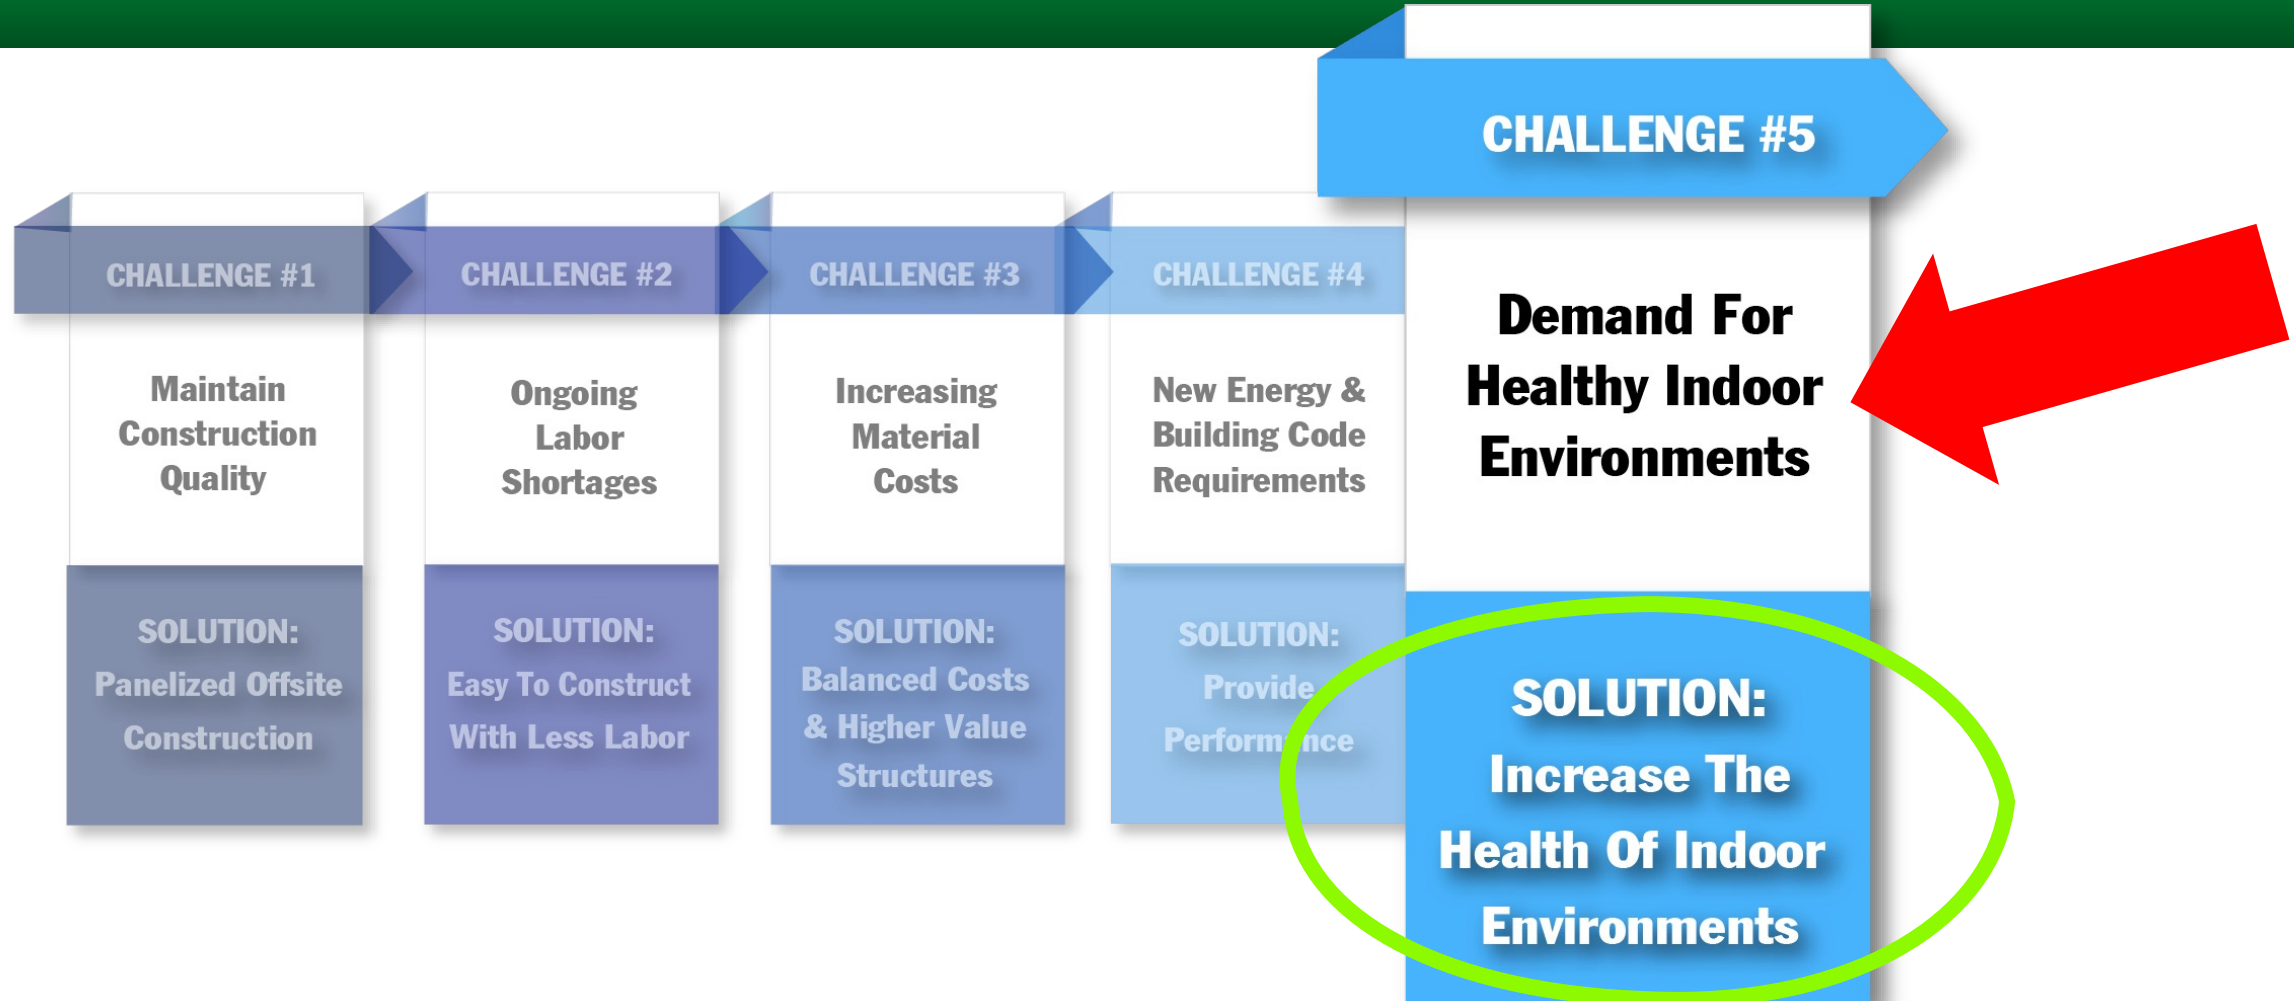 CHALLENGE #1
Maintain
Construction
Quality
SOLUTION:
Panelized Offsite
Construction
CHALLENGE #2
Ongoing
Labor
Shortages
SOLUTION:
Easy To Construct
With Less Labor
CHALLENGE #3
Increasing
Material
Costs
SOLUTION:
Balanced Costs
& Higher Value
Structures
CHALLENGE #4
New Energy &
Building Code
Requirements
SOLUTION:
Provide
Performance
CHALLENGE #5
Demand For
Healthy Indoor
Environments
SOLUTION:
Increase The
Health Of Indoor
Environments